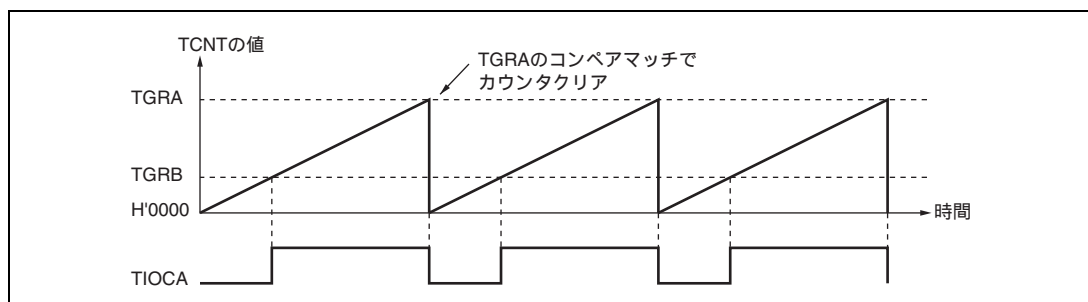 TCNTの値
TGRAのコンペアマッチで
カウンタクリア
TGRA
TGRB
H'0000
時間
TIOCA